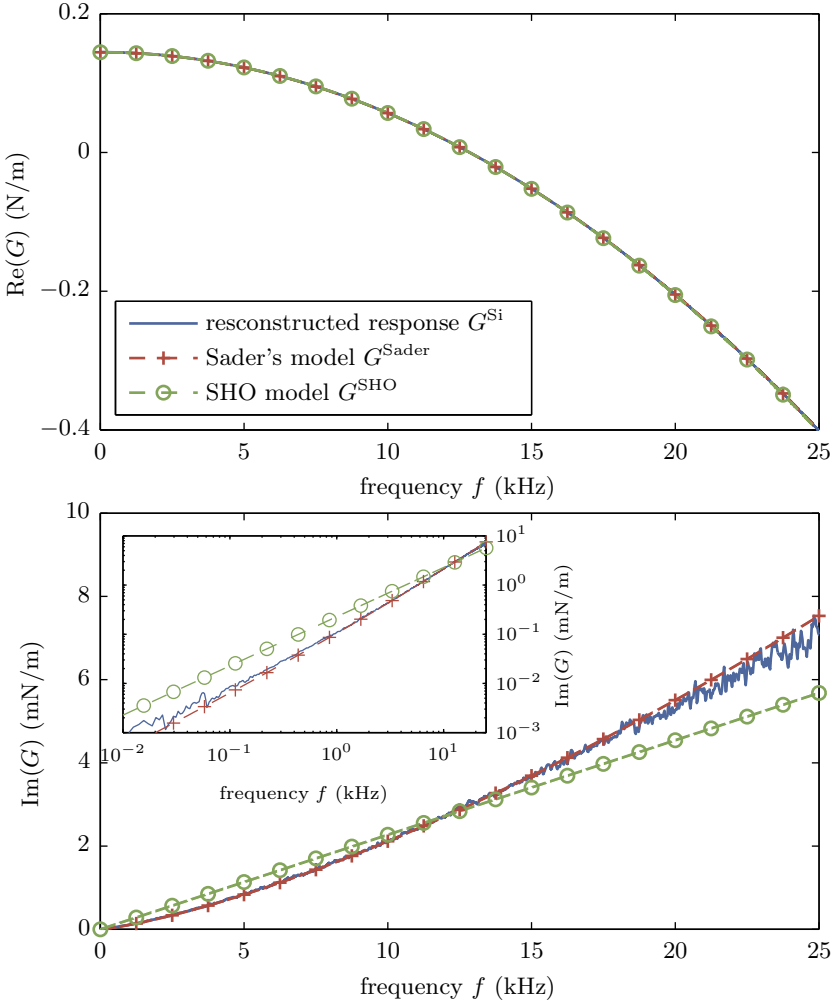 0.2
0
−0.2
−0.4
Re(G) (N/m)
resconstructed response G^Si
Sader's model G^Sader
SHO model G^SHO
0 5 10 15 20 25
frequency f (kHz)
10
8
6
4
2
0
Im(G) (mN/m)
10^1
10^0
10^−1
10^−2
10^−3
Im(G) (mN/m)
10^−2 10^−1 10^0 10^1
frequency f (kHz)
0 5 10 15 20 25
frequency f (kHz)